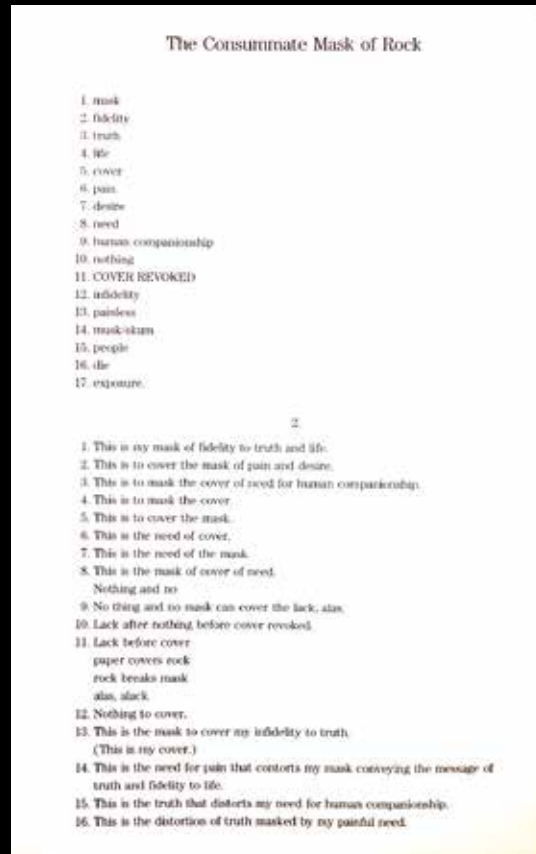 The Consummate Mask of Rock
1. mask
2. fidelity
3. truth
4. life
5. cover
6. pain
7. desire
8. need
9. human companionship
10. nothing
11. COVER REVOKED
12. infidelity
13. painless
14. musk/skum
15. people
16. die
17. exposure.
2
1. This is my mask of fidelity to truth and life.
2. This is to cover the mask of pain and desire.
3. This is to mask the cover of need for human companionship.
4. This is to mask the cover.
5. This is to cover the mask.
6. This is the need of cover.
7. This is the need of the mask.
8. This is the mask of cover of need.
Nothing and no
9. No thing and no mask can cover the lack, alas.
10. Lack after nothing before cover revoked.
11. Lack before cover
paper covers rock
rock breaks mask
alas, alack.
12. Nothing to cover.
13. This is the mask to cover my infidelity to truth.
(This is my cover.)
14. This is the need for pain that contorts my mask conveying the message of
truth and fidelity to life.
15. This is the truth that distorts my need for human companionship.
16. This is the distortion of truth masked by my painful need.